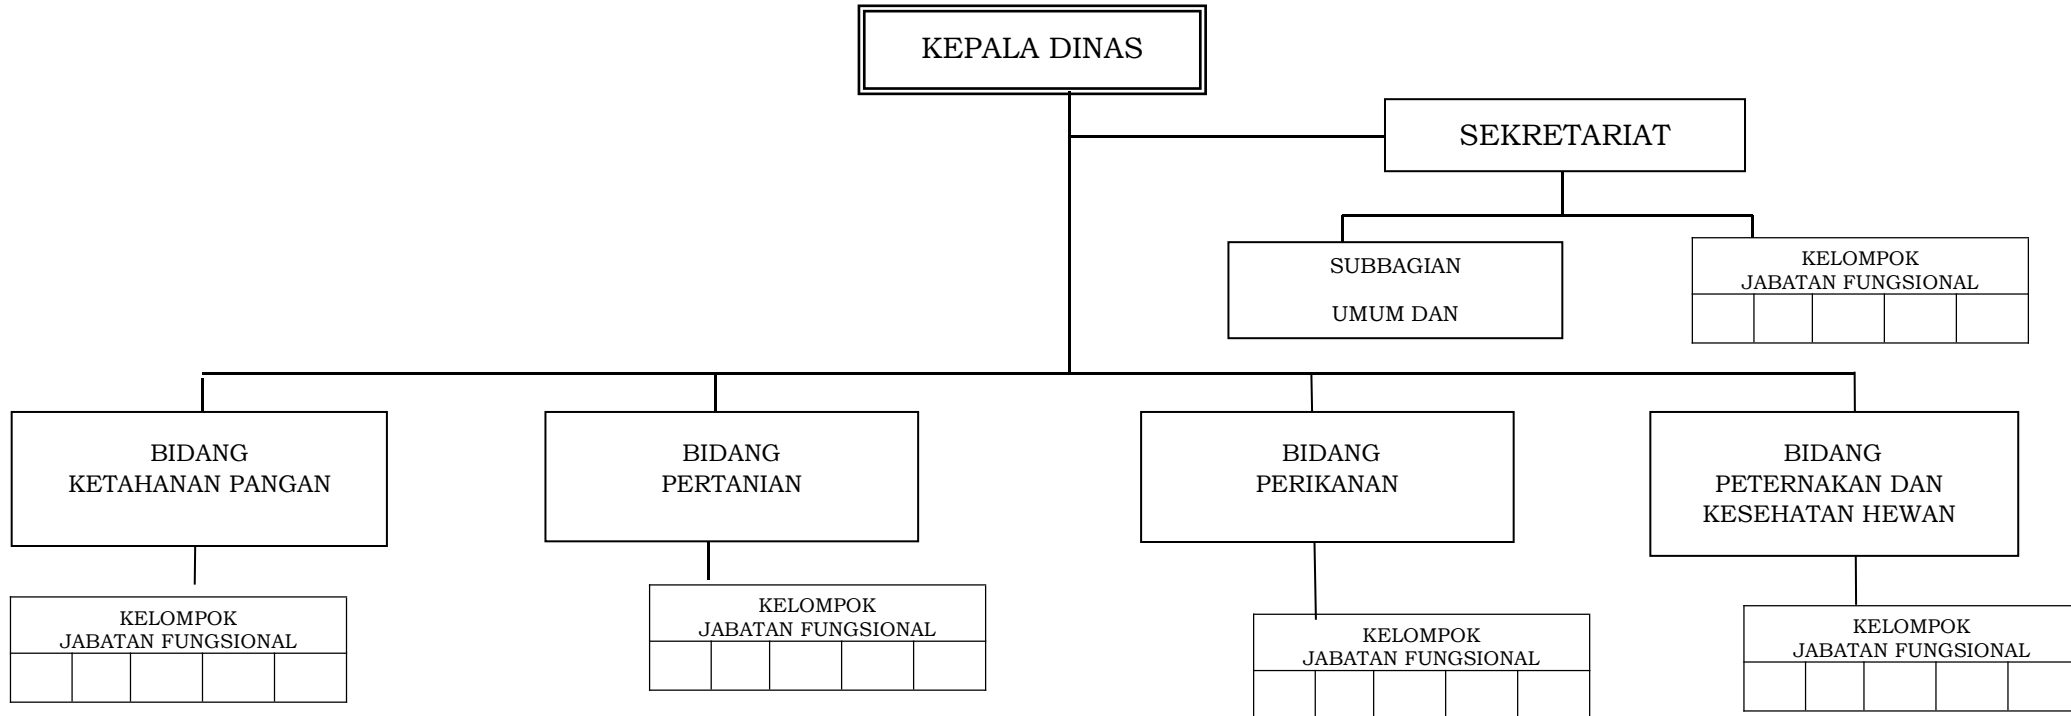 KEPALA DINAS
SEKRETARIAT
SUBBAGIAN
UMUM DAN
KELOMPOK
JABATAN FUNGSIONAL
BIDANG
KETAHANAN PANGAN
BIDANG
PERTANIAN
BIDANG
PERIKANAN
BIDANG
PETERNAKAN DAN
KESEHATAN HEWAN
KELOMPOK
JABATAN FUNGSIONAL
KELOMPOK
JABATAN FUNGSIONAL
KELOMPOK
JABATAN FUNGSIONAL
KELOMPOK
JABATAN FUNGSIONAL